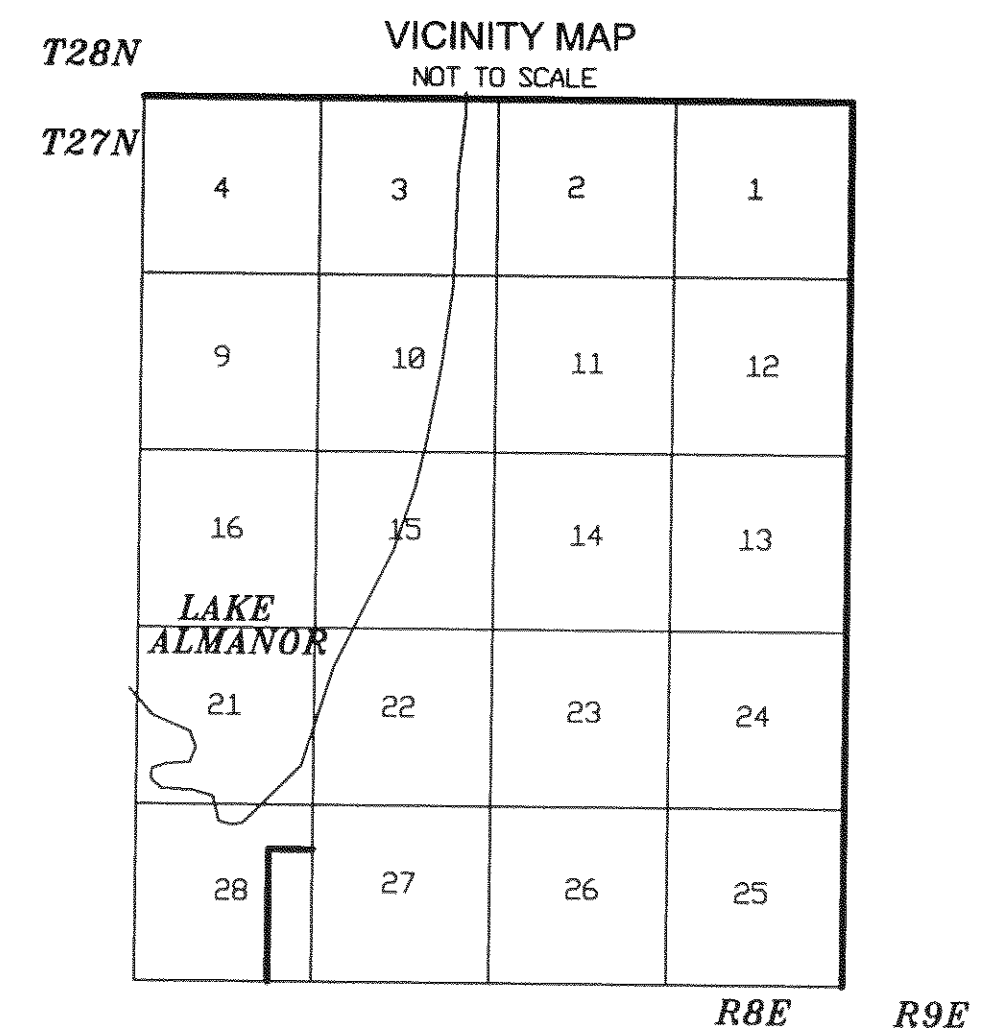 T28N
VICINITY MAP
NOT TO SCALE
T27N
4 3 2 1
9 10 11 12
16 15 14 13
LAKE
ALMANOR
21 22 23 24
28 27 26 25
R8E R9E